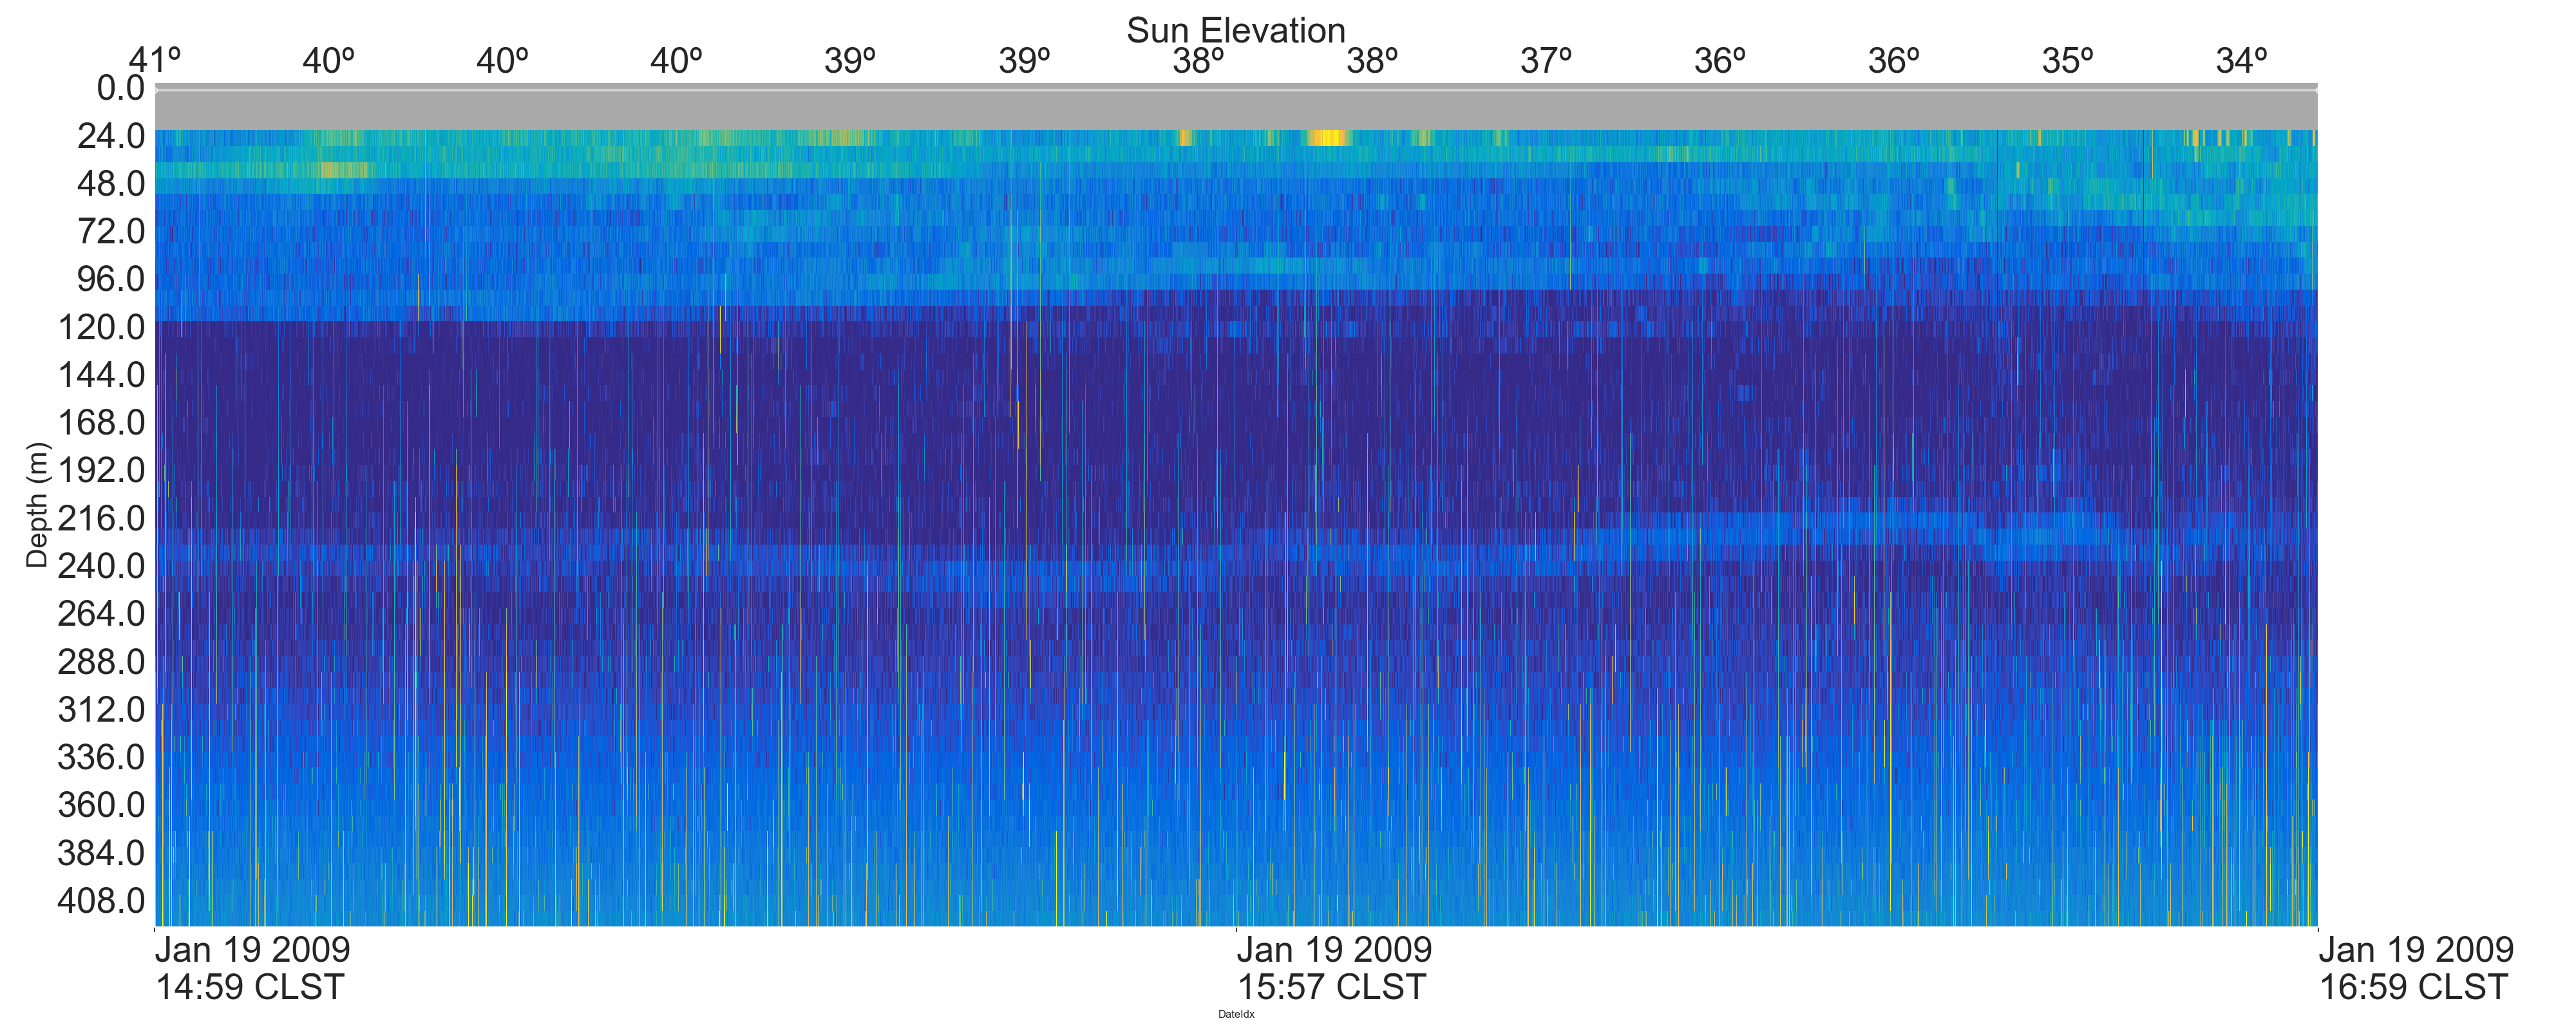 Sun Elevation
41º 40º 40º 40º 39º 39º 38º 38º 37º 36º 36º 35º 34º
0.0
24.0
48.0
72.0
96.0
120.0
144.0
168.0
192.0
216.0
240.0
264.0
288.0
312.0
336.0
360.0
384.0
408.0
Depth (m)
Jan 19 2009
14:59 CLST
Jan 19 2009
15:57 CLST
Jan 19 2009
16:59 CLST
DateIdx